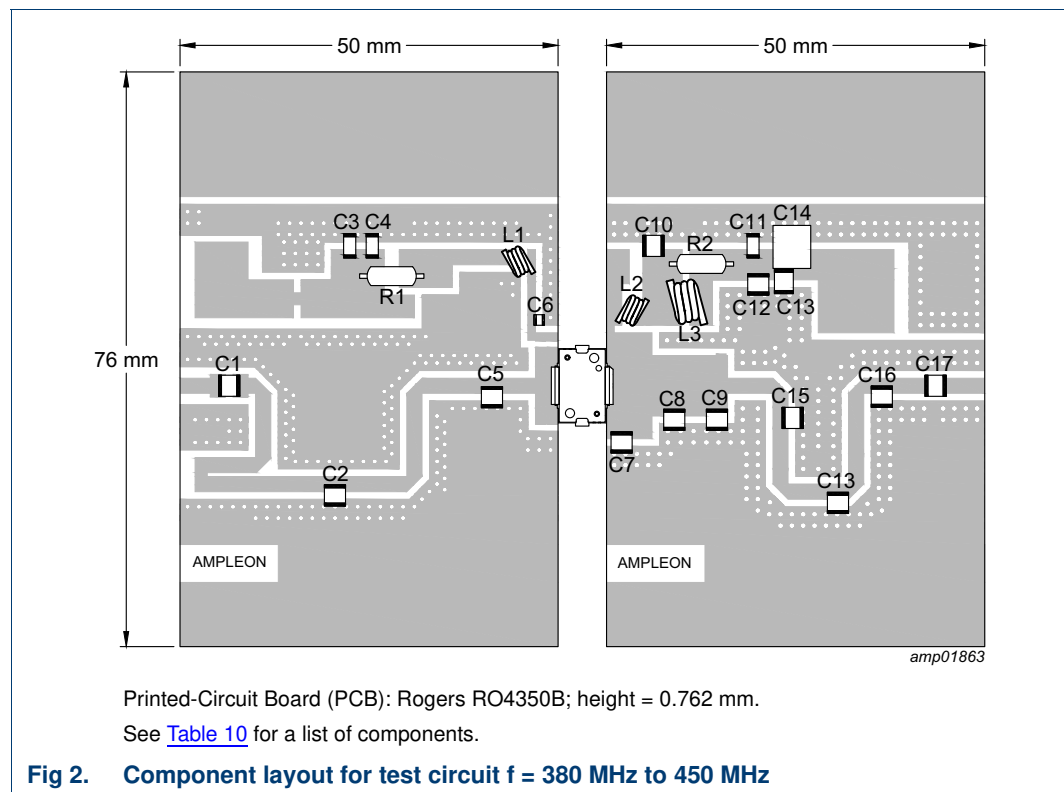 50 mm
50 mm
76 mm
C3
C4
L1
R1
C6
C1
C5
C2
AMPLEON
C10
C11
C14
R2
L2
L3
C12
C13
C8
C9
C15
C16
C17
C7
C13
AMPLEON
amp01863
Printed-Circuit Board (PCB): Rogers RO4350B; height = 0.762 mm.
See Table 10 for a list of components.
Fig 2. Component layout for test circuit f = 380 MHz to 450 MHz